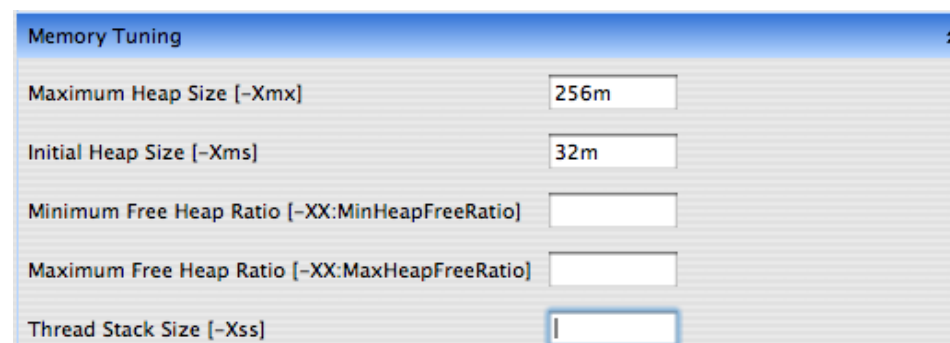 Memory Tuning
Maximum Heap Size [-Xmx] 256m
Initial Heap Size [-Xms] 32m
Minimum Free Heap Ratio [-XX:MinHeapFreeRatio]
Maximum Free Heap Ratio [-XX:MaxHeapFreeRatio]
Thread Stack Size [-Xss]